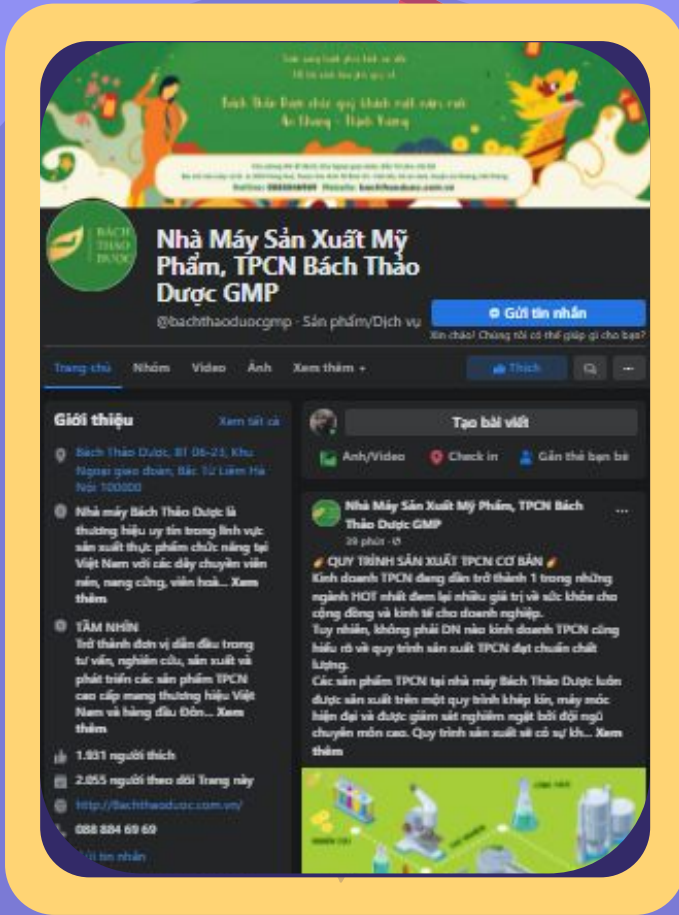 Bách Thảo Dược chúc quý khách một năm mới
An Khang - Thịnh Vượng
BÁCH
THẢO
DƯỢC
Nhà Máy Sản Xuất Mỹ
Phẩm, TPCN Bách Thảo
Dược GMP
@bachthaoduocgmp · Sản phẩm/Dịch vụ
Gửi tin nhắn
Xin chào! Chúng tôi có thể giúp gì cho bạn?
Trang chủ Nhóm Video Ảnh Xem thêm
Thích
Giới thiệu Xem tất cả
Bách Thảo Dược, BT 06-23, Khu
Ngoại giao đoàn, Bắc Từ Liêm Hà
Nội 100000
Nhà máy Bách Thảo Dược là
thương hiệu uy tín trong lĩnh vực
sản xuất thực phẩm chức năng tại
Việt Nam với các dây chuyền viên
nén, nang cứng, viên hoà... Xem
thêm
TẦM NHÌN
Trở thành đơn vị dẫn đầu trong
tư vấn, nghiên cứu, sản xuất và
phát triển các sản phẩm TPCN
cao cấp mang thương hiệu Việt
Nam và hàng đầu Đôn... Xem
thêm
1.931 người thích
2.055 người theo dõi Trang này
http://Bachthaoduoc.com.vn/
088 884 69 69
Gửi tin nhắn
Tạo bài viết
Ảnh/Video Check in Gắn thẻ bạn bè
Nhà Máy Sản Xuất Mỹ Phẩm, TPCN Bách
Thảo Dược GMP
39 phút
QUY TRÌNH SẢN XUẤT TPCN CƠ BẢN
Kinh doanh TPCN đang dần trở thành 1 trong những
ngành HOT nhất đem lại nhiều giá trị về sức khỏe cho
cộng đồng và kinh tế cho doanh nghiệp.
Tuy nhiên, không phải DN nào kinh doanh TPCN cũng
hiểu rõ về quy trình sản xuất TPCN đạt chuẩn chất
lượng.
Các sản phẩm TPCN tại nhà máy Bách Thảo Dược luôn
được sản xuất trên một quy trình khép kín, máy móc
hiện đại và được giám sát nghiêm ngặt bởi đội ngũ
chuyên môn cao. Quy trình sản xuất sẽ có sự kh... Xem
thêm